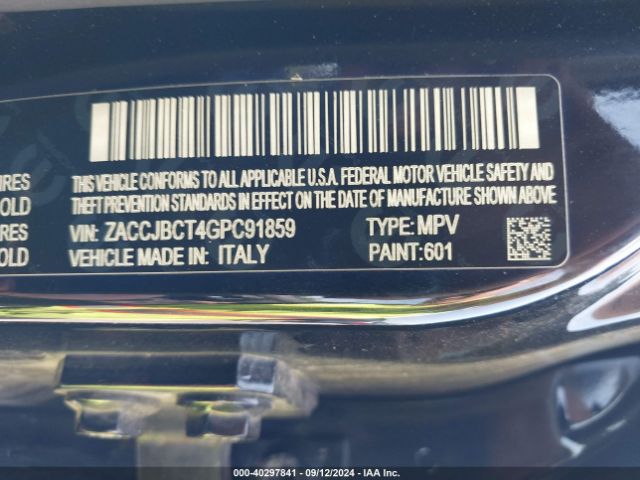 THIS VEHICLE CONFORMS TO ALL APPLICABLE U.S.A. FEDERAL MOTOR VEHICLE SAFETY AND
IRES
THEFT PREVENTION STANDARDS IN EFFECT ON THE DATE OF MANUFACTURE SHOWN ABOVE
OLD
VIN: ZACCJBCT4GPC91859 TYPE: MPV
IRES
VEHICLE MADE IN: ITALY PAINT: 601
OLD
000-40297841 - 09/12/2024 - IAA Inc.